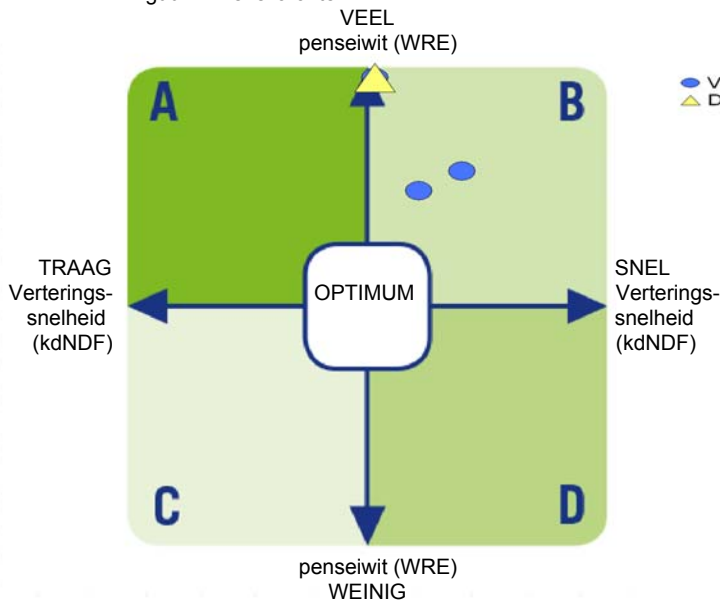 VEEL
penseiwit (WRE)
A
B
TRAAG
Verterings-
snelheid
(kdNDF)
OPTIMUM
SNEL
Verterings-
snelheid
(kdNDF)
C
D
penseiwit (WRE)
WEINIG